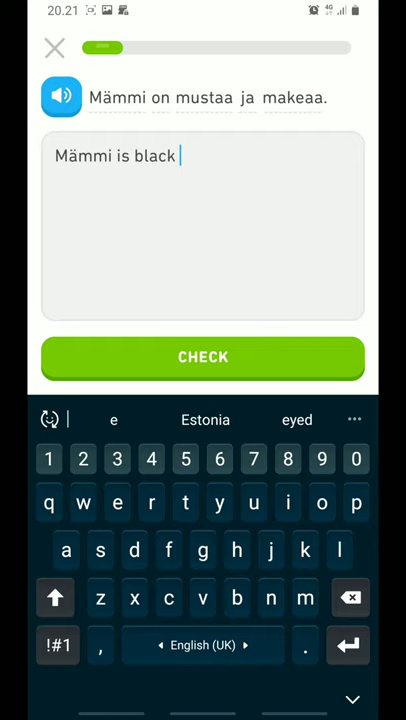 20.21 4G
Mämmi on mustaa ja makeaa.
Mämmi is black
CHECK
e Estonia eyed
1 2 3 4 5 6 7 8 9 0
q w e r t y u i o p
a s d f g h j k l
z x c v b n m
!#1 , English (UK) .